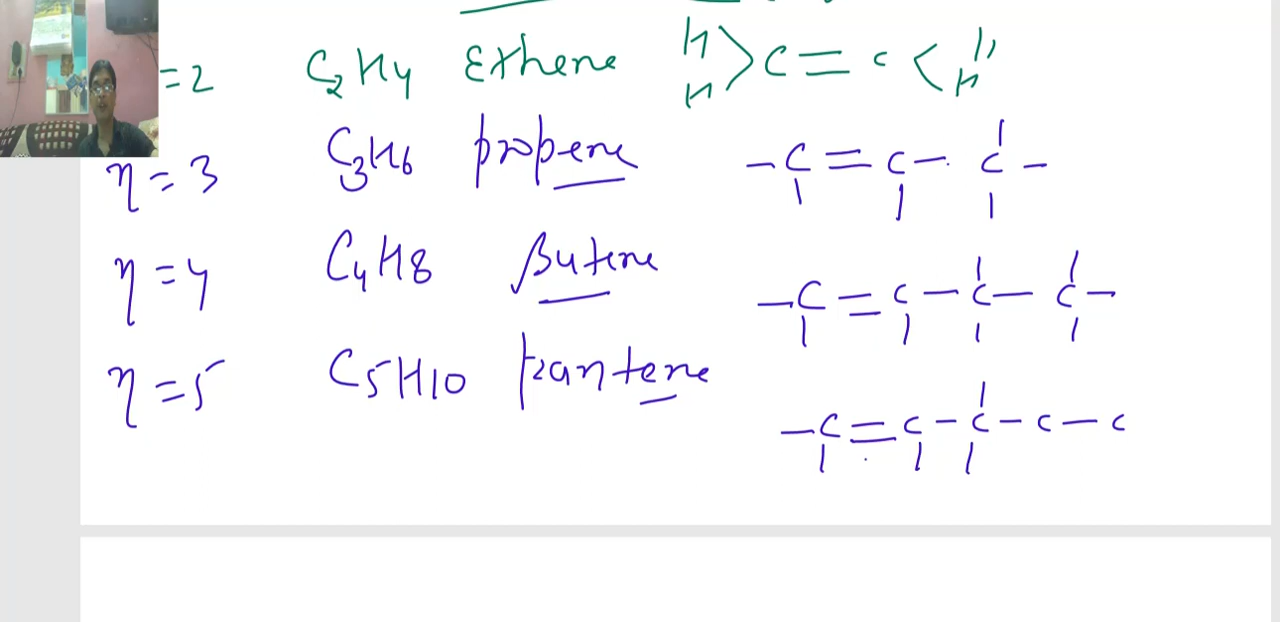 =2 C₂H₄ Ethene H H >C=C< H H
η=3 C₃H₆ propene -C=C-C-
η=4 C₄H8 Butene -C=C-C-C-
η=5 C5H10 pantene -C=C-C-C-C